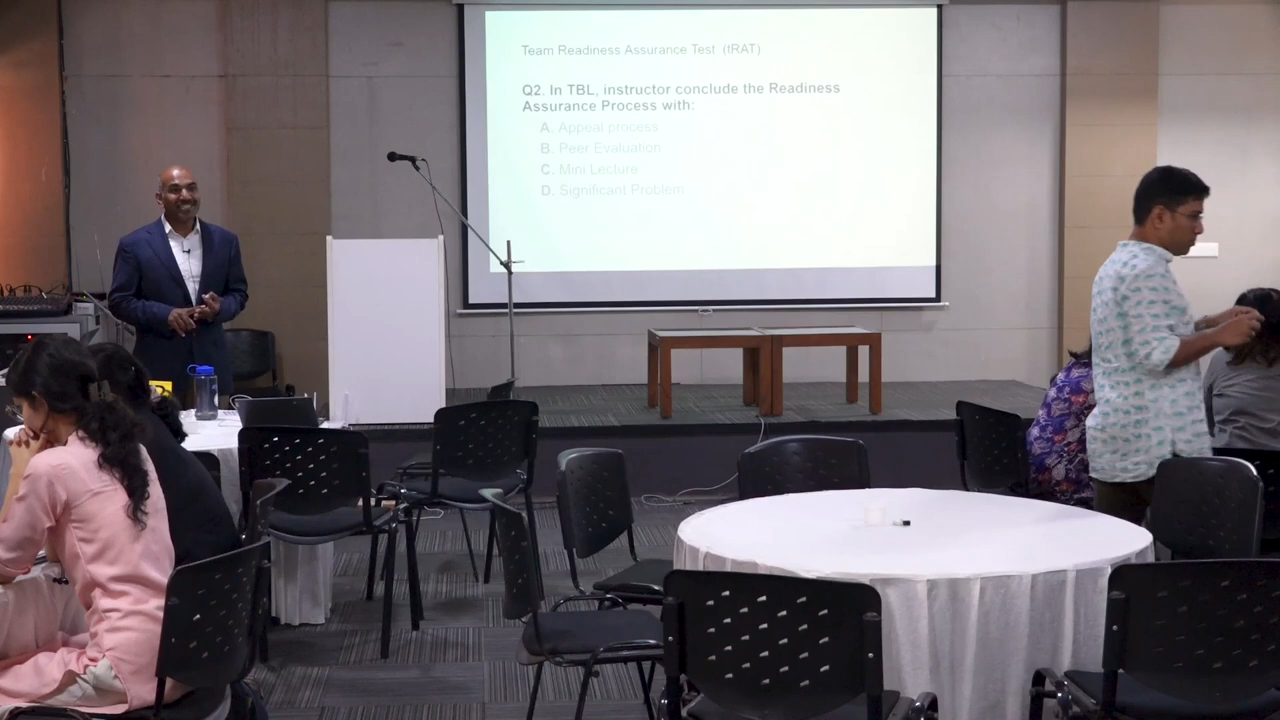 Team Readiness Assurance Test (tRAT)
Q2. In TBL, instructor conclude the Readiness
Assurance Process with:
A. Appeal process
B. Peer Evaluation
C. Mini Lecture
D. Significant Problem